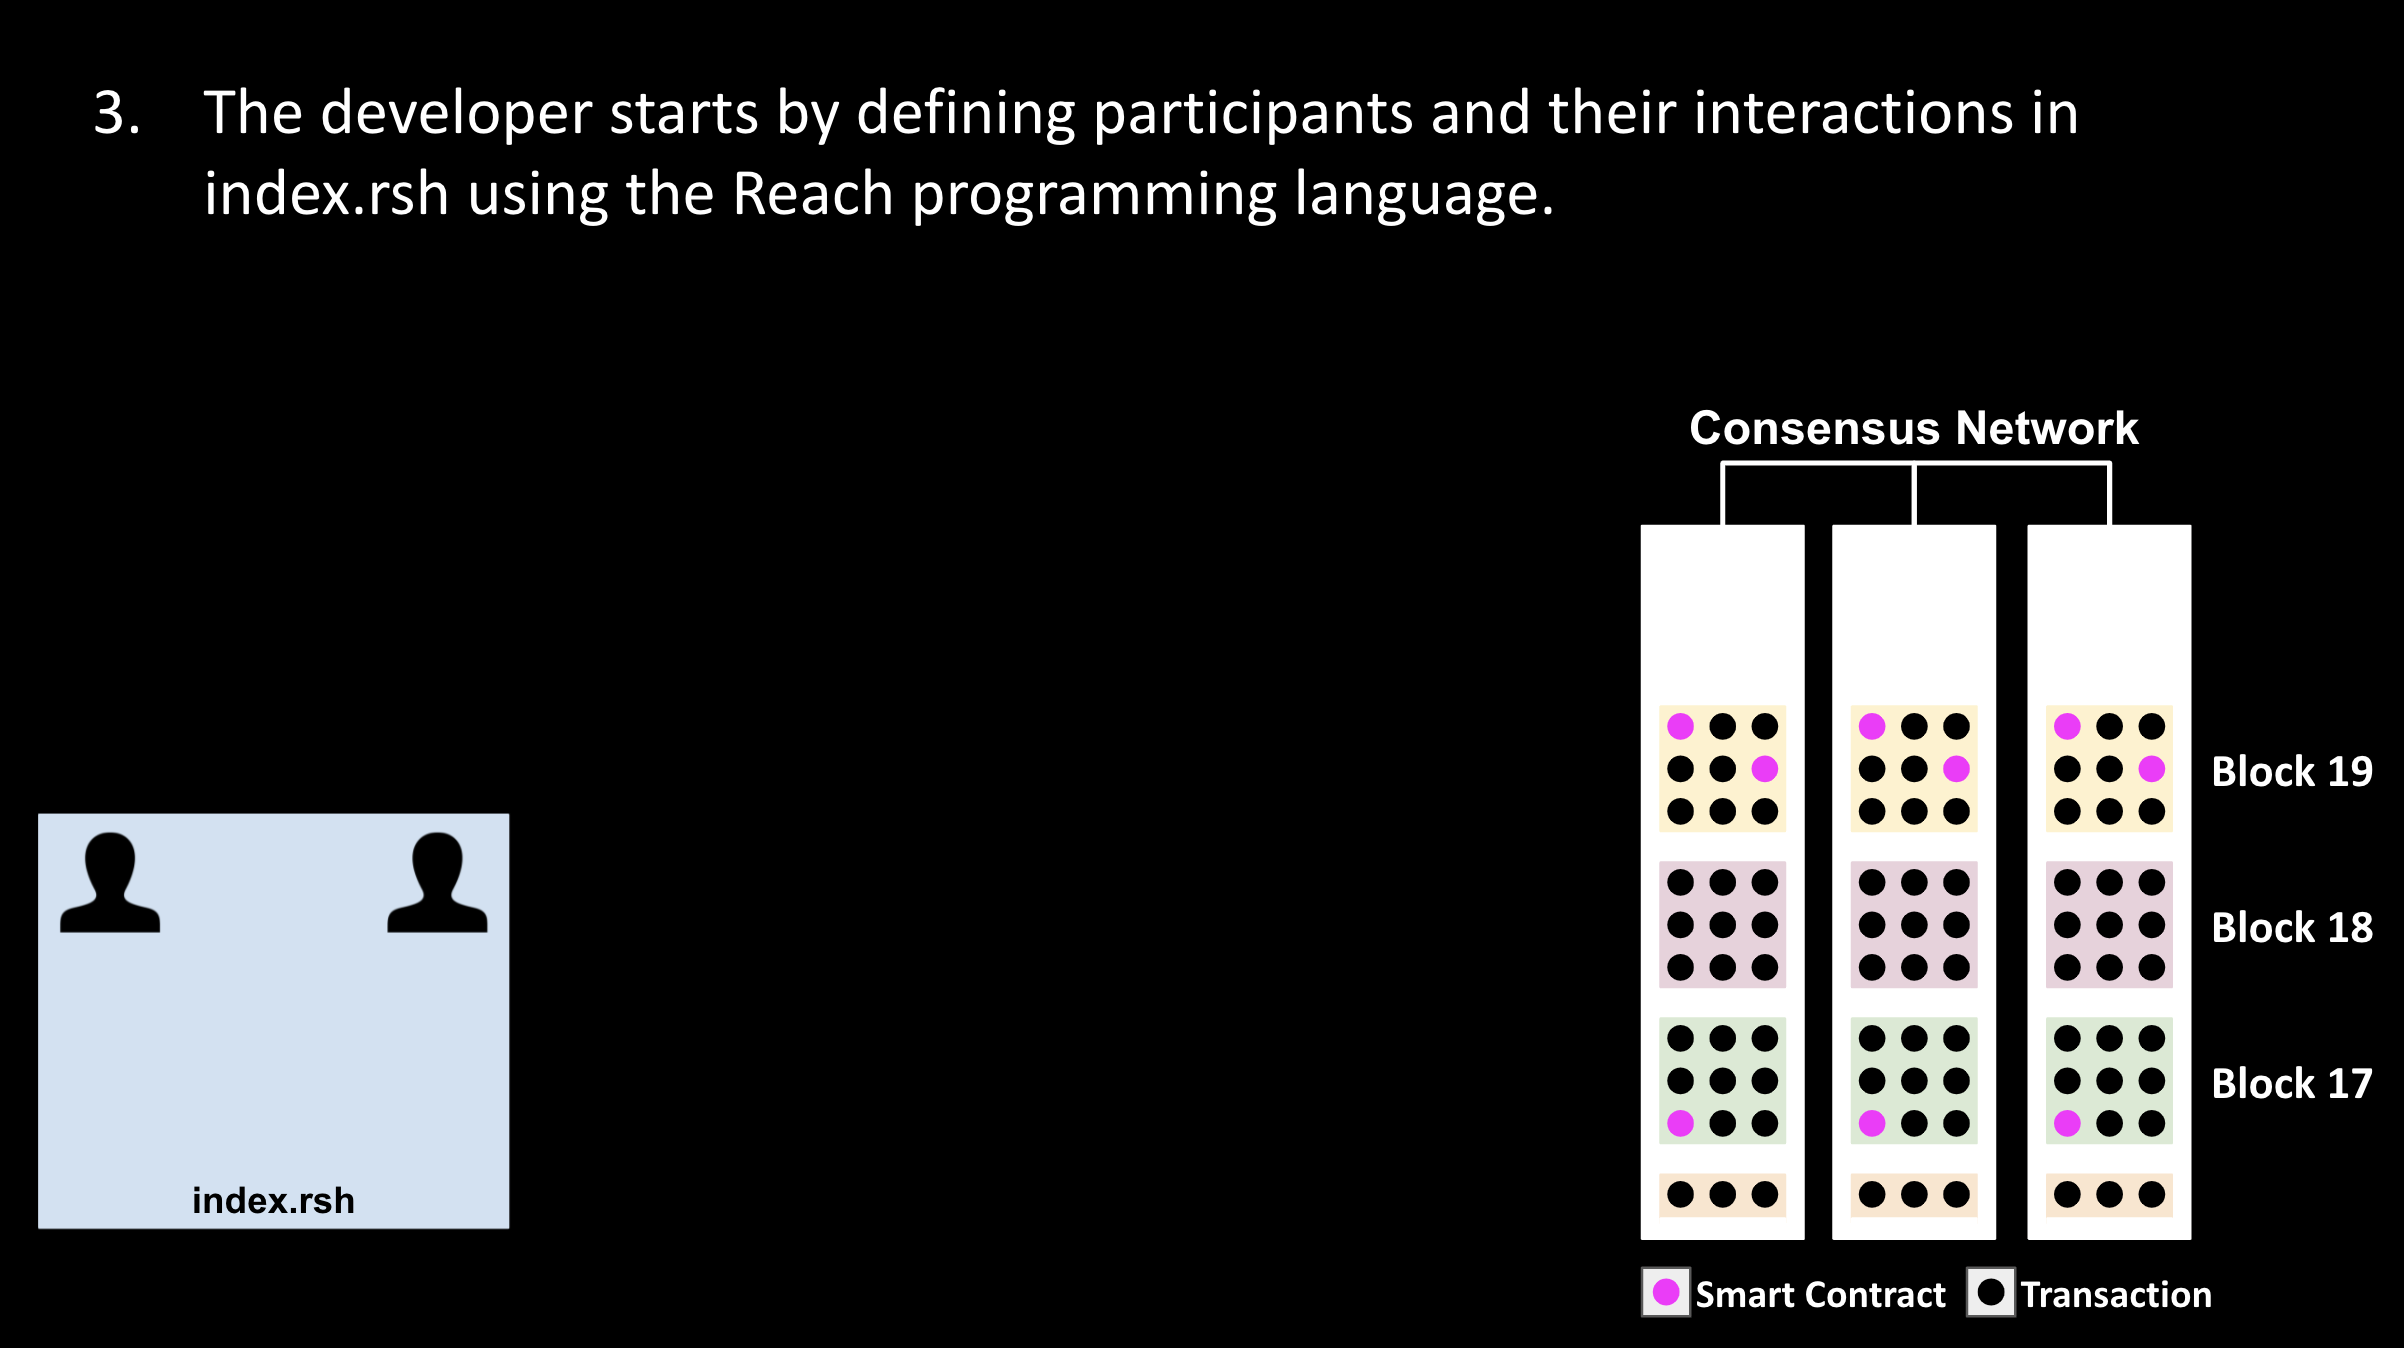 3. The developer starts by defining participants and their interactions in
index.rsh using the Reach programming language.
Consensus Network
Block 19
Block 18
Block 17
index.rsh
Smart Contract
Transaction